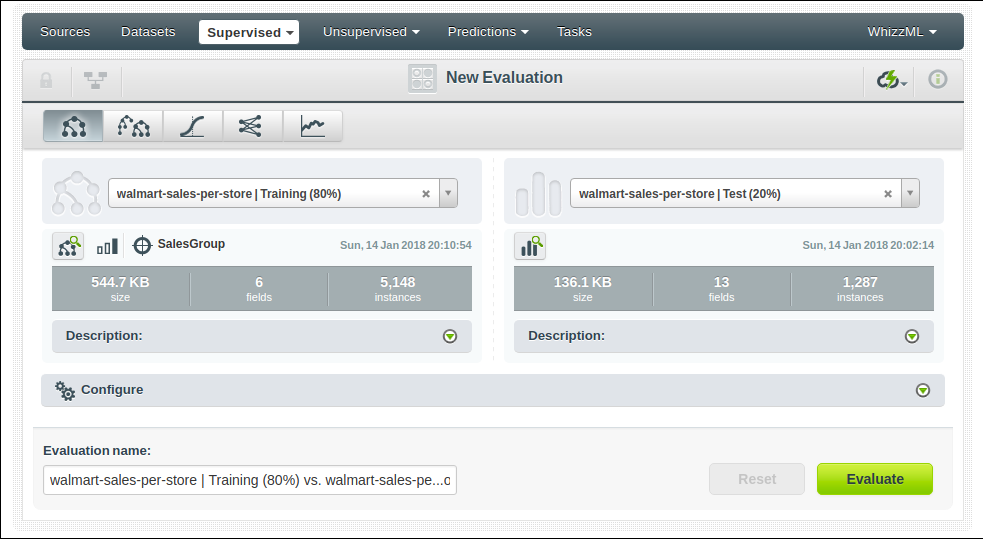 Sources Datasets Supervised Unsupervised Predictions Tasks WhizzML
New Evaluation
walmart-sales-per-store | Training (80%)
walmart-sales-per-store | Test (20%)
SalesGroup
Sun, 14 Jan 2018 20:10:54
544.7 KB 6 5,148
size fields instances
Description:
Sun, 14 Jan 2018 20:02:14
136.1 KB 13 1,287
size fields instances
Description:
Configure
Evaluation name:
walmart-sales-per-store | Training (80%) vs. walmart-sales-pe...o
Reset Evaluate